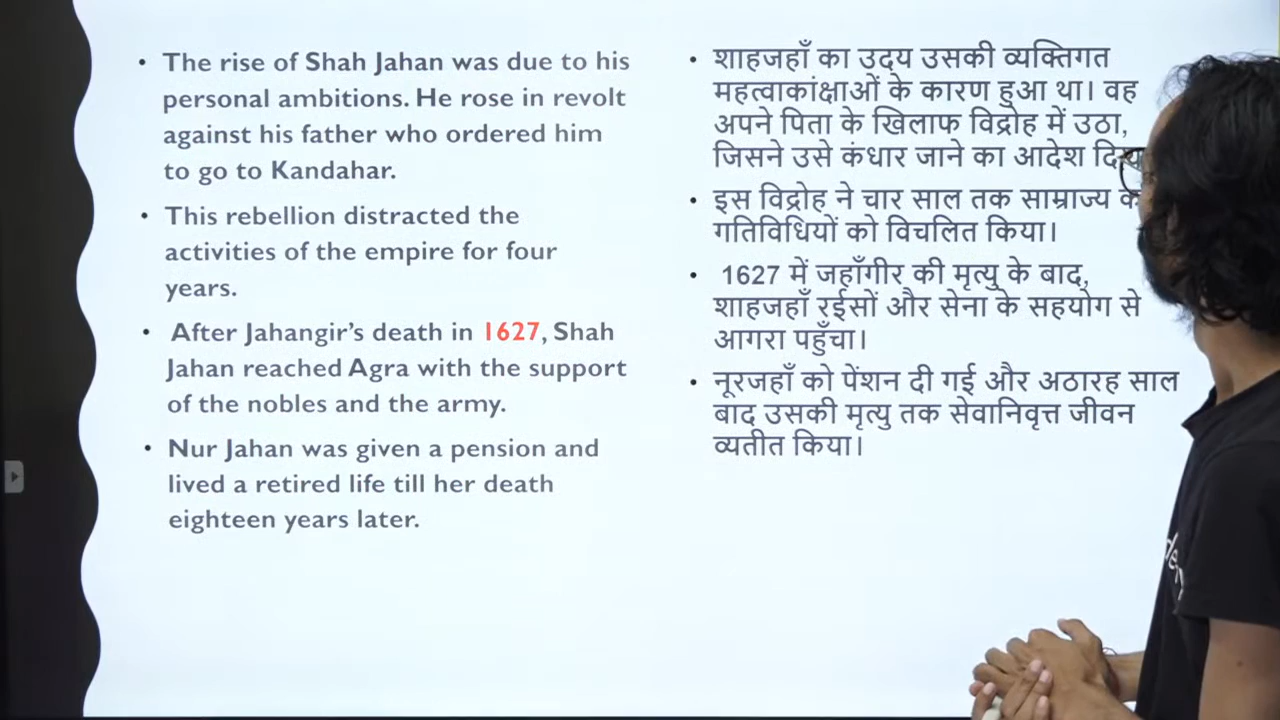 • The rise of Shah Jahan was due to his
personal ambitions. He rose in revolt
against his father who ordered him
to go to Kandahar.
• This rebellion distracted the
activities of the empire for four
years.
• After Jahangir's death in 1627, Shah
Jahan reached Agra with the support
of the nobles and the army.
• Nur Jahan was given a pension and
lived a retired life till her death
eighteen years later.
• शाहजहाँ का उदय उसकी व्यक्तिगत
महत्वाकांक्षाओं के कारण हुआ था। वह
अपने पिता के खिलाफ विद्रोह में उठा,
जिसने उसे कंधार जाने का आदेश
• इस विद्रोह ने चार साल तक साम्राज्य
गतिविधियों को विचलित किया।
• 1627 में जहाँगीर की मृत्यु के बाद,
शाहजहाँ रईसों और सेना के सहयोग से
आगरा पहुँचा।
• नूरजहाँ को पेंशन दी गई और अठारह साल
बाद उसकी मृत्यु तक सेवानिवृत्त जीवन
व्यतीत किया।